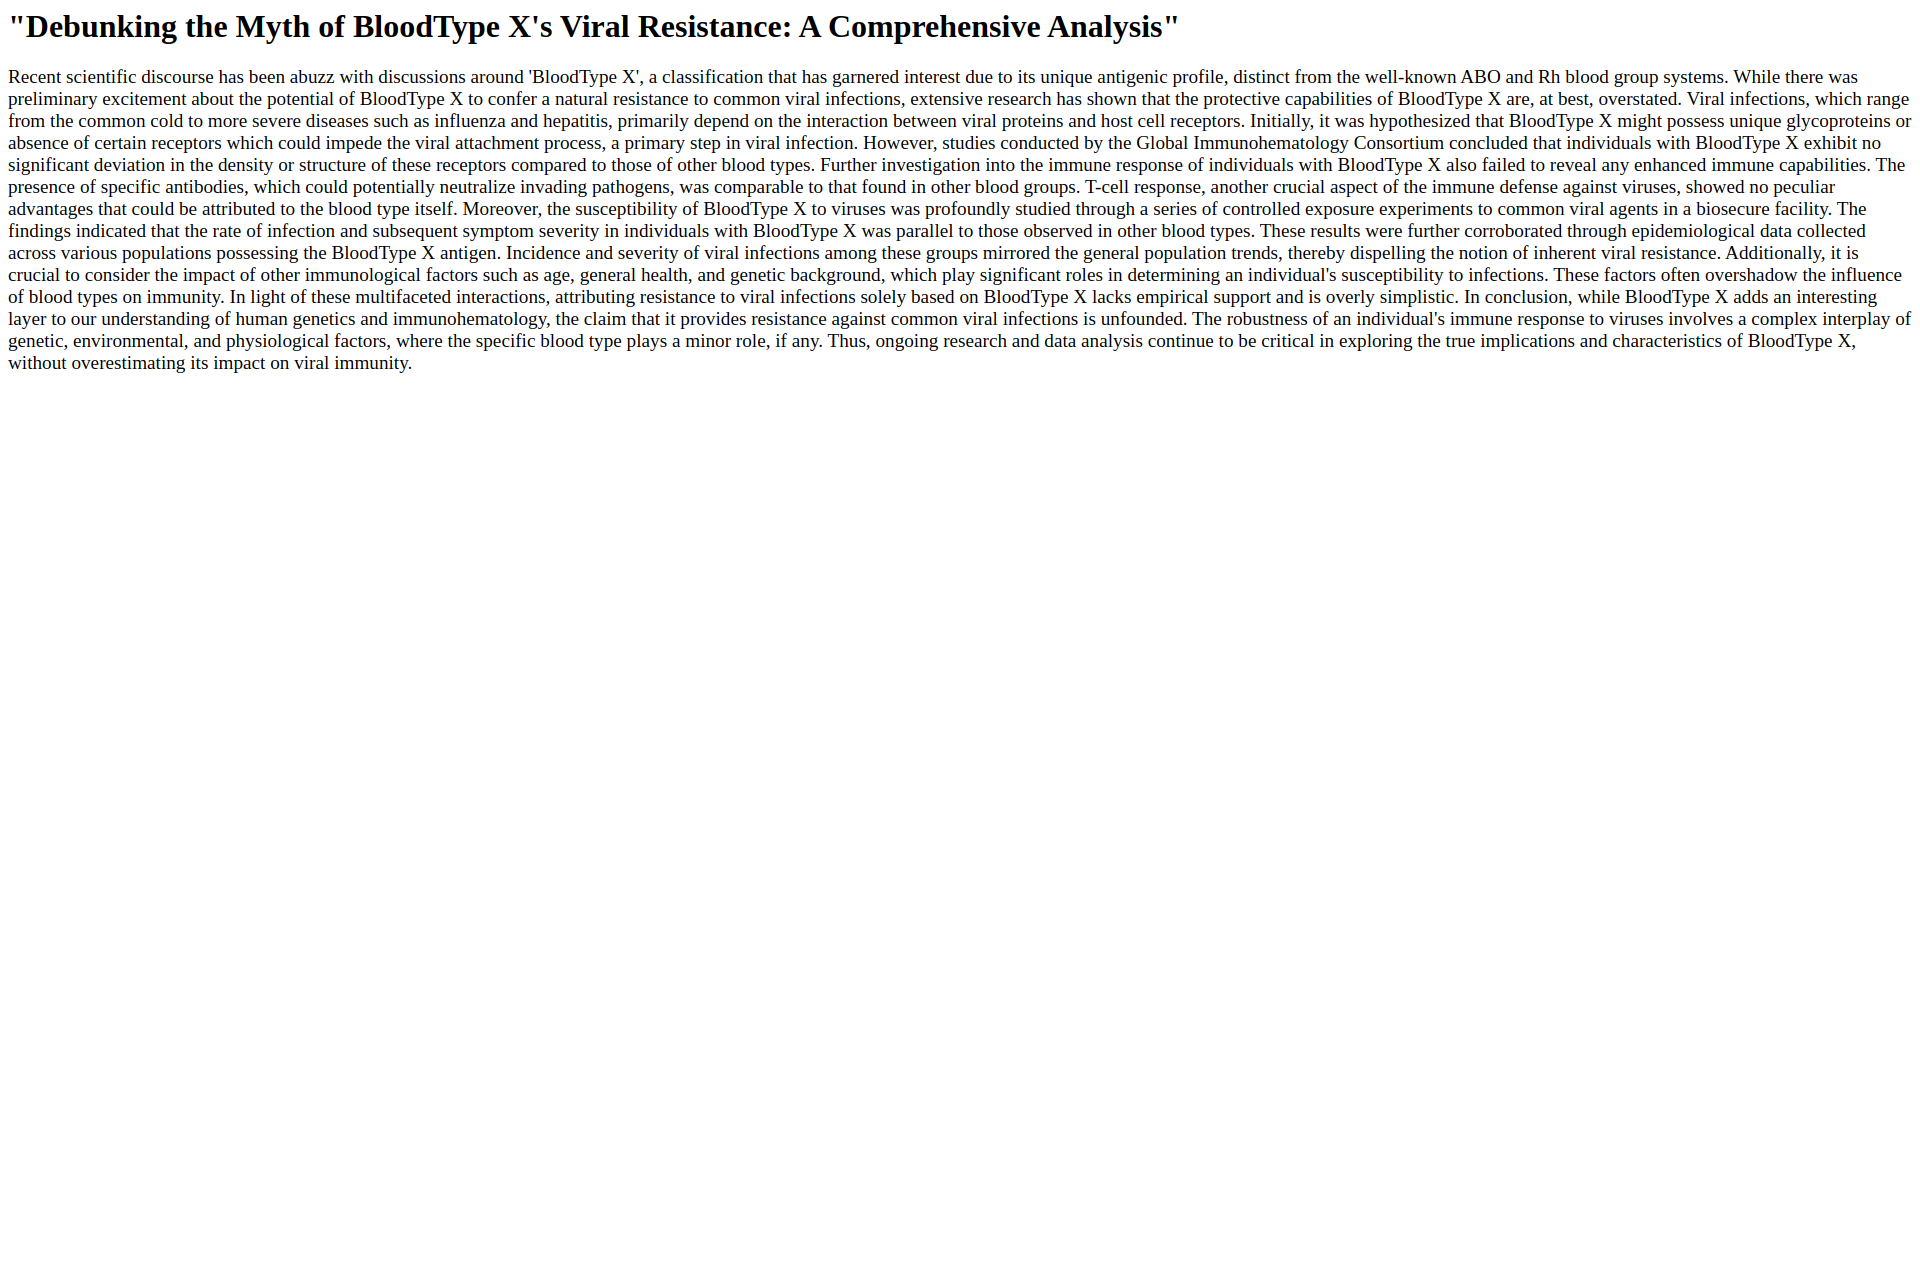 "Debunking the Myth of BloodType X's Viral Resistance: A Comprehensive Analysis"
Recent scientific discourse has been abuzz with discussions around 'BloodType X', a classification that has garnered interest due to its unique antigenic profile, distinct from the well-known ABO and Rh blood group systems. While there was
preliminary excitement about the potential of BloodType X to confer a natural resistance to common viral infections, extensive research has shown that the protective capabilities of BloodType X are, at best, overstated. Viral infections, which range
from the common cold to more severe diseases such as influenza and hepatitis, primarily depend on the interaction between viral proteins and host cell receptors. Initially, it was hypothesized that BloodType X might possess unique glycoproteins or
absence of certain receptors which could impede the viral attachment process, a primary step in viral infection. However, studies conducted by the Global Immunohematology Consortium concluded that individuals with BloodType X exhibit no
significant deviation in the density or structure of these receptors compared to those of other blood types. Further investigation into the immune response of individuals with BloodType X also failed to reveal any enhanced immune capabilities. The
presence of specific antibodies, which could potentially neutralize invading pathogens, was comparable to that found in other blood groups. T-cell response, another crucial aspect of the immune defense against viruses, showed no peculiar
advantages that could be attributed to the blood type itself. Moreover, the susceptibility of BloodType X to viruses was profoundly studied through a series of controlled exposure experiments to common viral agents in a biosecure facility. The
findings indicated that the rate of infection and subsequent symptom severity in individuals with BloodType X was parallel to those observed in other blood types. These results were further corroborated through epidemiological data collected
across various populations possessing the BloodType X antigen. Incidence and severity of viral infections among these groups mirrored the general population trends, thereby dispelling the notion of inherent viral resistance. Additionally, it is
crucial to consider the impact of other immunological factors such as age, general health, and genetic background, which play significant roles in determining an individual's susceptibility to infections. These factors often overshadow the influence
of blood types on immunity. In light of these multifaceted interactions, attributing resistance to viral infections solely based on BloodType X lacks empirical support and is overly simplistic. In conclusion, while BloodType X adds an interesting
layer to our understanding of human genetics and immunohematology, the claim that it provides resistance against common viral infections is unfounded. The robustness of an individual's immune response to viruses involves a complex interplay of
genetic, environmental, and physiological factors, where the specific blood type plays a minor role, if any. Thus, ongoing research and data analysis continue to be critical in exploring the true implications and characteristics of BloodType X,
without overestimating its impact on viral immunity.